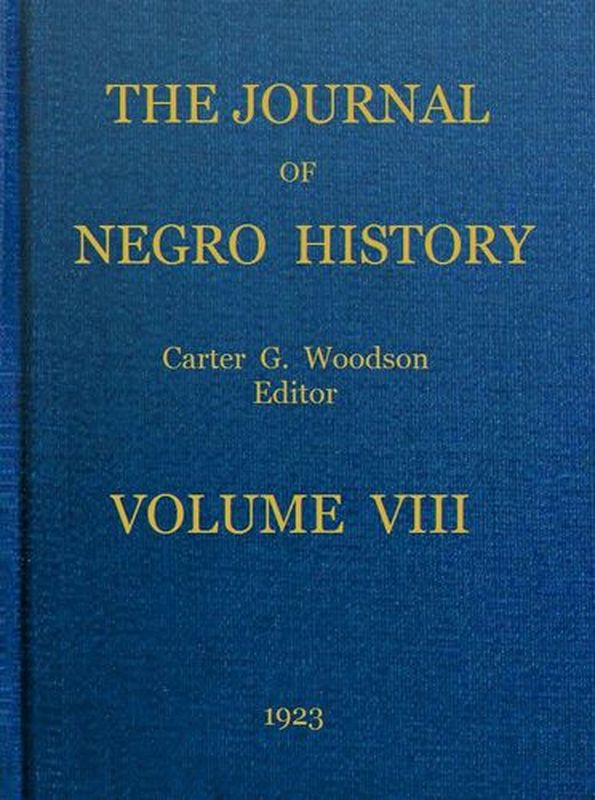 THE JOURNAL
OF
NEGRO HISTORY
Carter G. Woodson
Editor
VOLUME VIII
1923